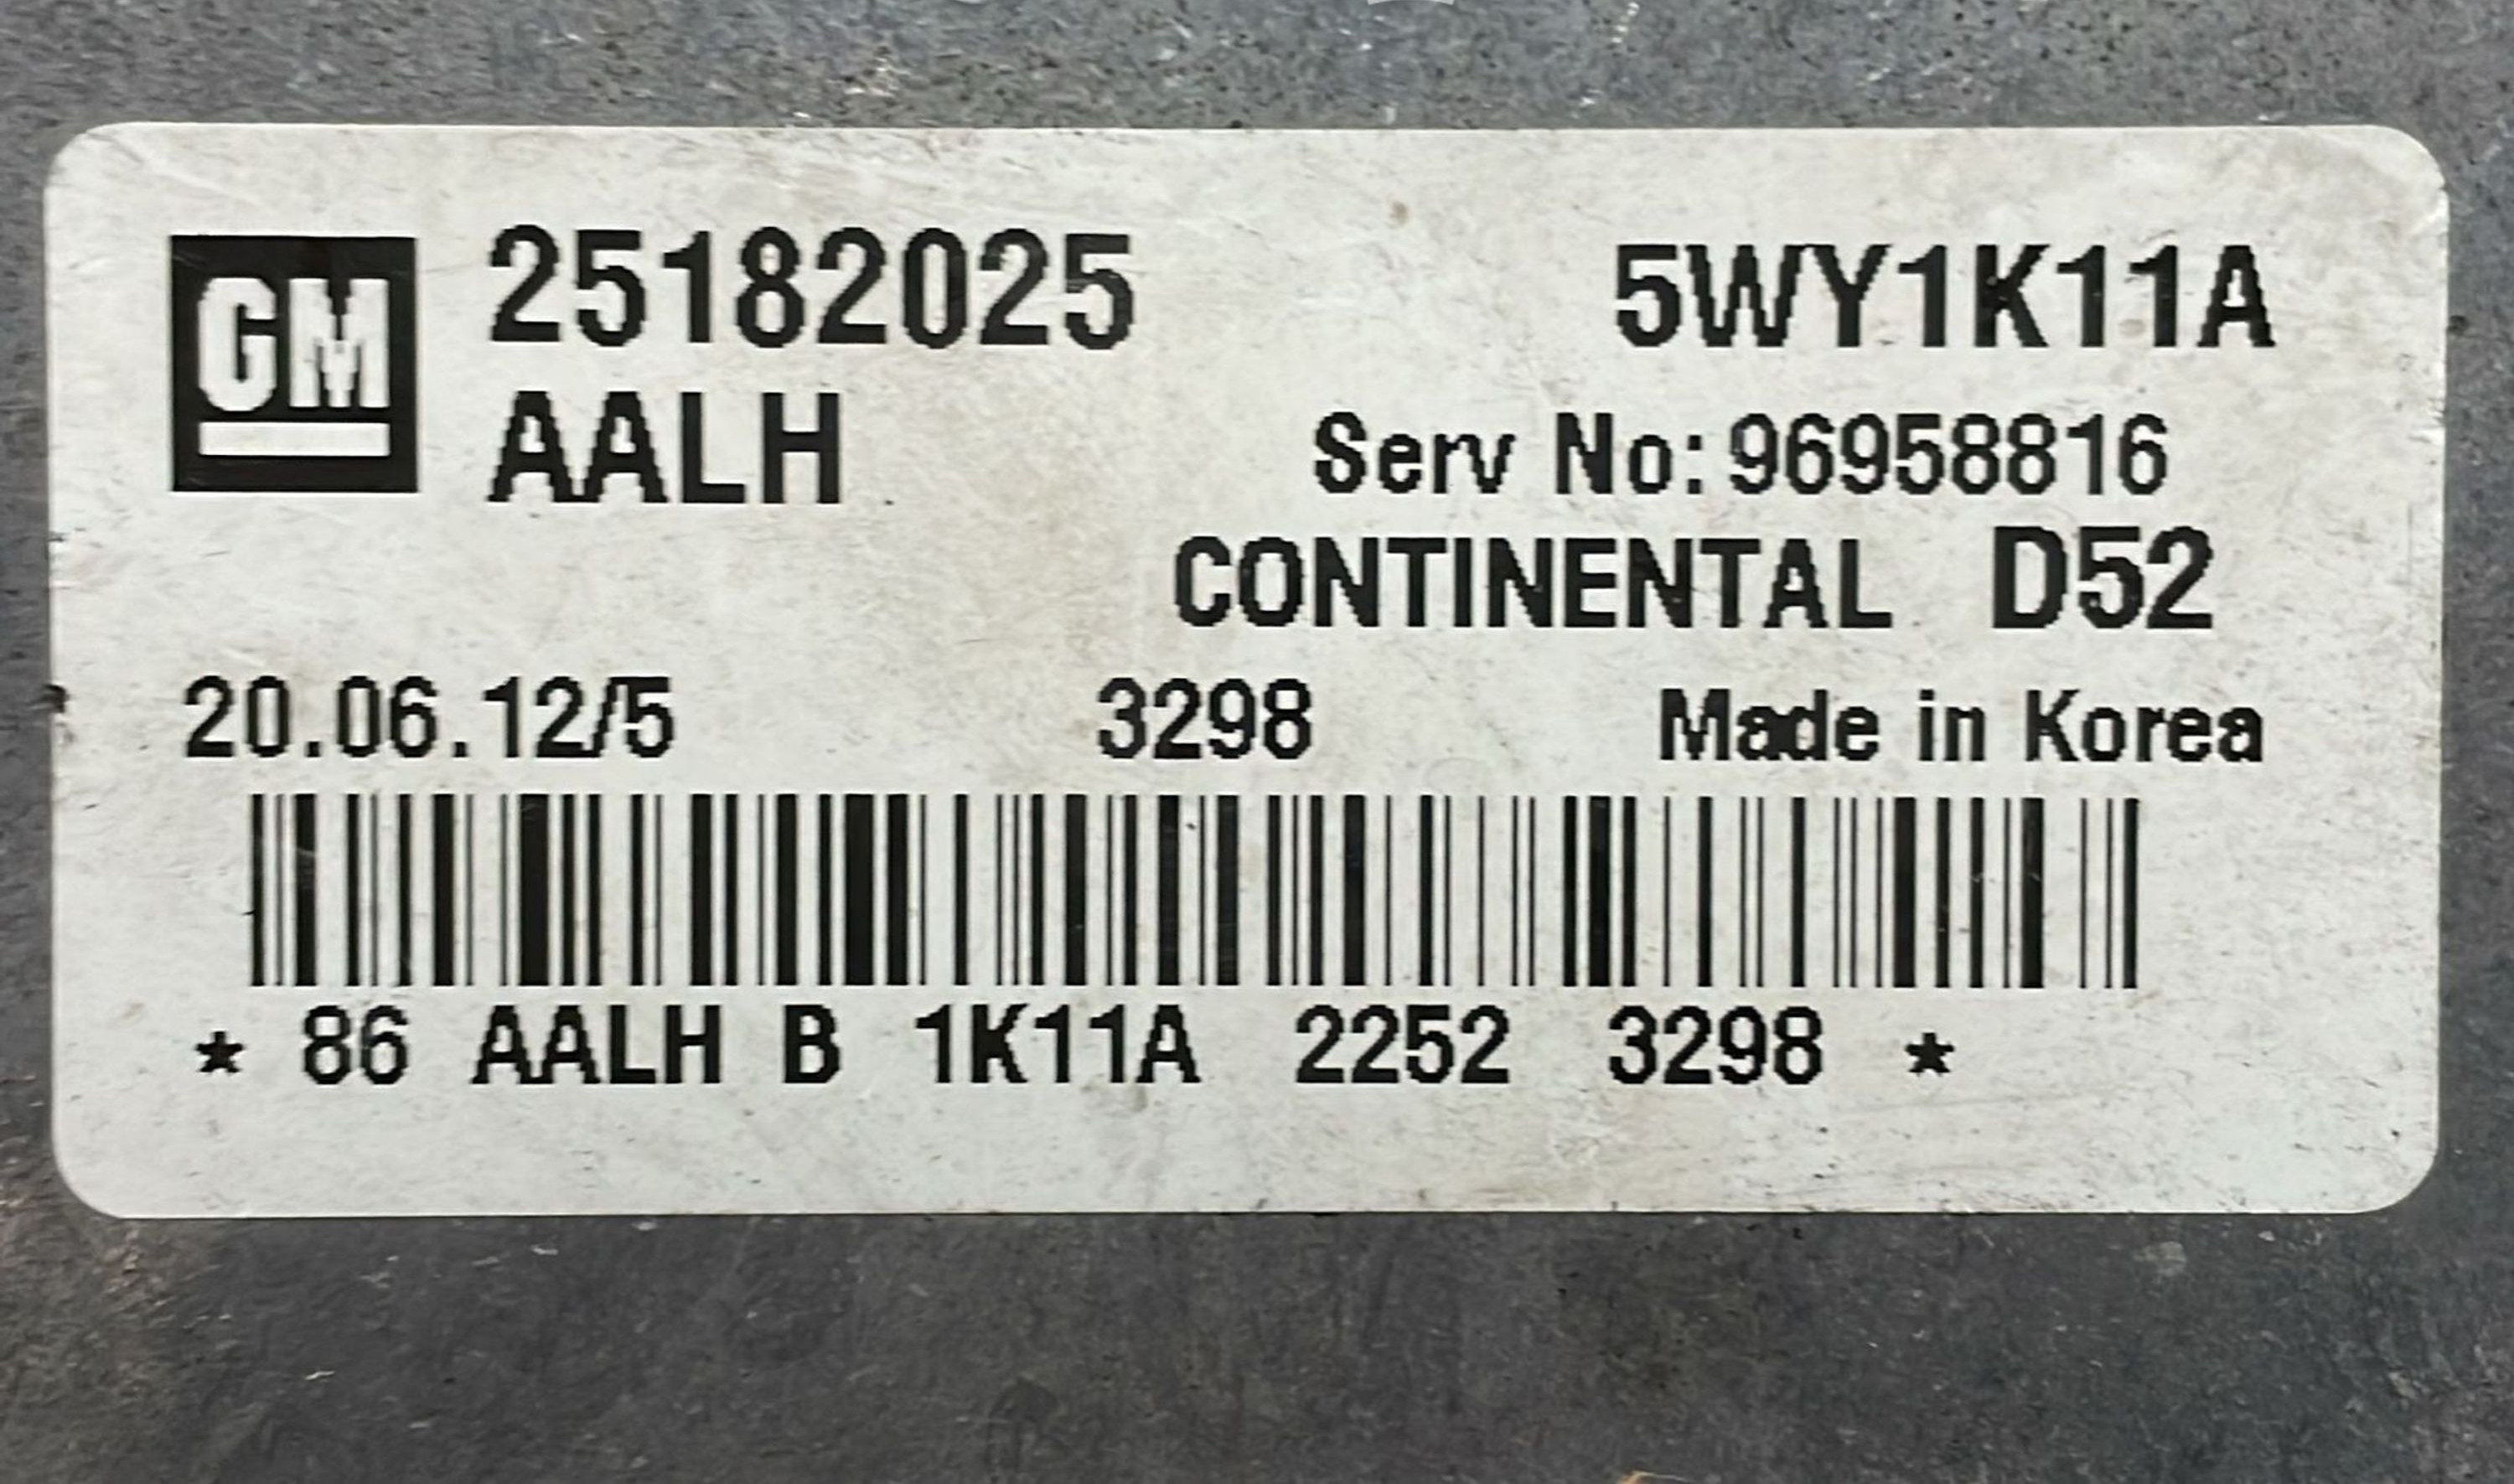 GM 25182025 5WY1K11A
AALH Serv No: 96958816
CONTINENTAL D52
20.06.12/5 3298 Made in Korea
* 86 AALH B 1K11A 2252 3298 *